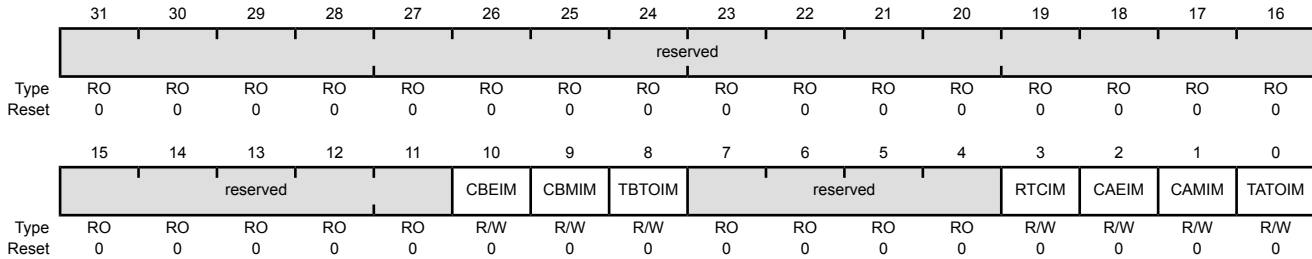 31 30 29 28 27 26 25 24 23 22 21 20 19 18 17 16
reserved
Type RO RO RO RO RO RO RO RO RO RO RO RO RO RO RO RO
Reset 0 0 0 0 0 0 0 0 0 0 0 0 0 0 0 0
15 14 13 12 11 10 9 8 7 6 5 4 3 2 1 0
reserved CBEIM CBMIM TBTOIM reserved RTCIM CAEIM CAMIM TATOIM
Type RO RO RO RO RO R/W R/W R/W RO RO RO RO R/W R/W R/W R/W
Reset 0 0 0 0 0 0 0 0 0 0 0 0 0 0 0 0